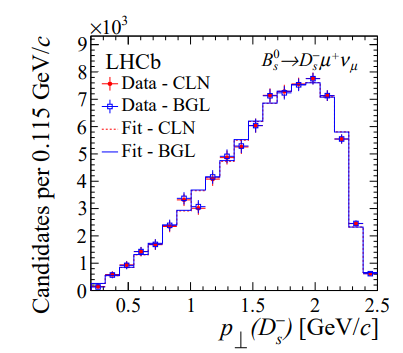 ×10³
LHCb
B⁰ₛ→D⁻ₛμ⁺νμ
Data - CLN
Data - BGL
Fit - CLN
Fit - BGL
Candidates per 0.115 GeV/c
9
8
7
6
5
4
3
2
1
0
0.5 1 1.5 2 2.5
p⊥(D⁻ₛ) [GeV/c]